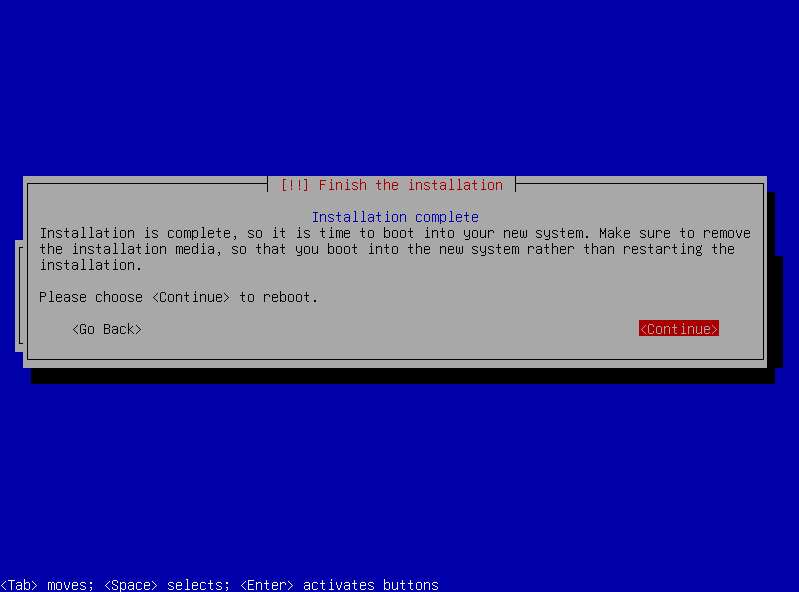 [!!] Finish the installation
Installation complete
Installation is complete, so it is time to boot into your new system. Make sure to remove
the installation media, so that you boot into the new system rather than restarting the
installation.
Please choose <Continue> to reboot.
<Go Back> <Continue>
<Tab> moves; <Space> selects; <Enter> activates buttons